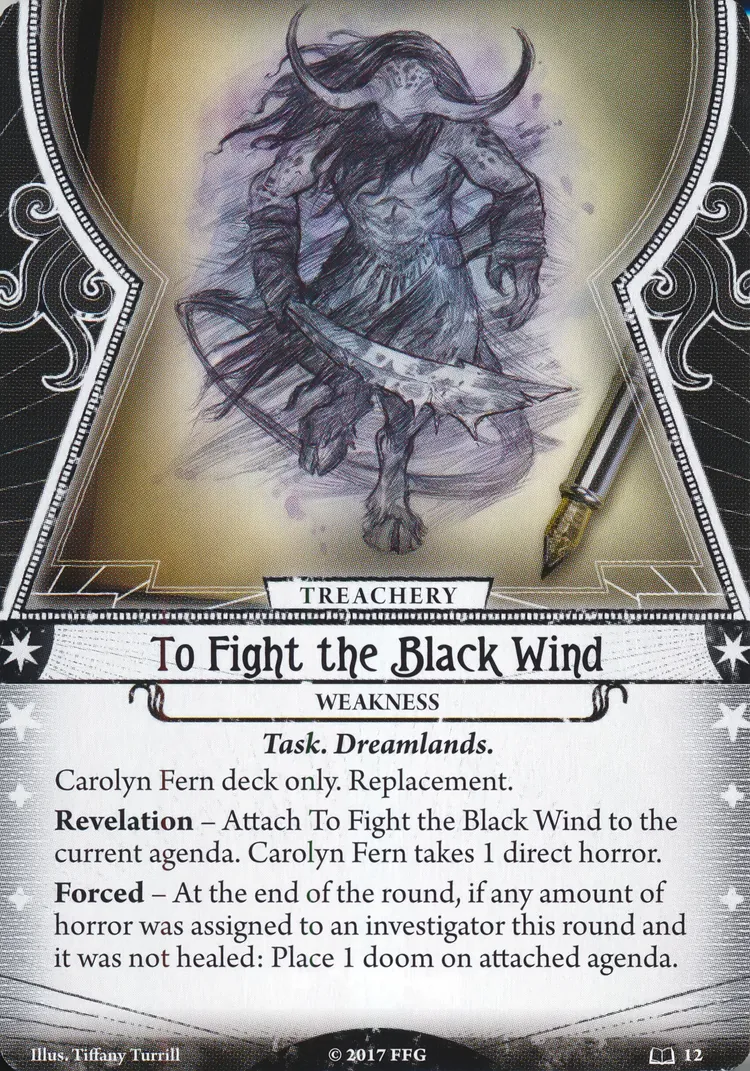 TREACHERY
To Fight the Black Wind
WEAKNESS
Task. Dreamlands.
Carolyn Fern deck only. Replacement.
Revelation – Attach To Fight the Black Wind to the
current agenda. Carolyn Fern takes 1 direct horror.
Forced – At the end of the round, if any amount of
horror was assigned to an investigator this round and
it was not healed: Place 1 doom on attached agenda.
Illus. Tiffany Turrill © 2017 FFG 12